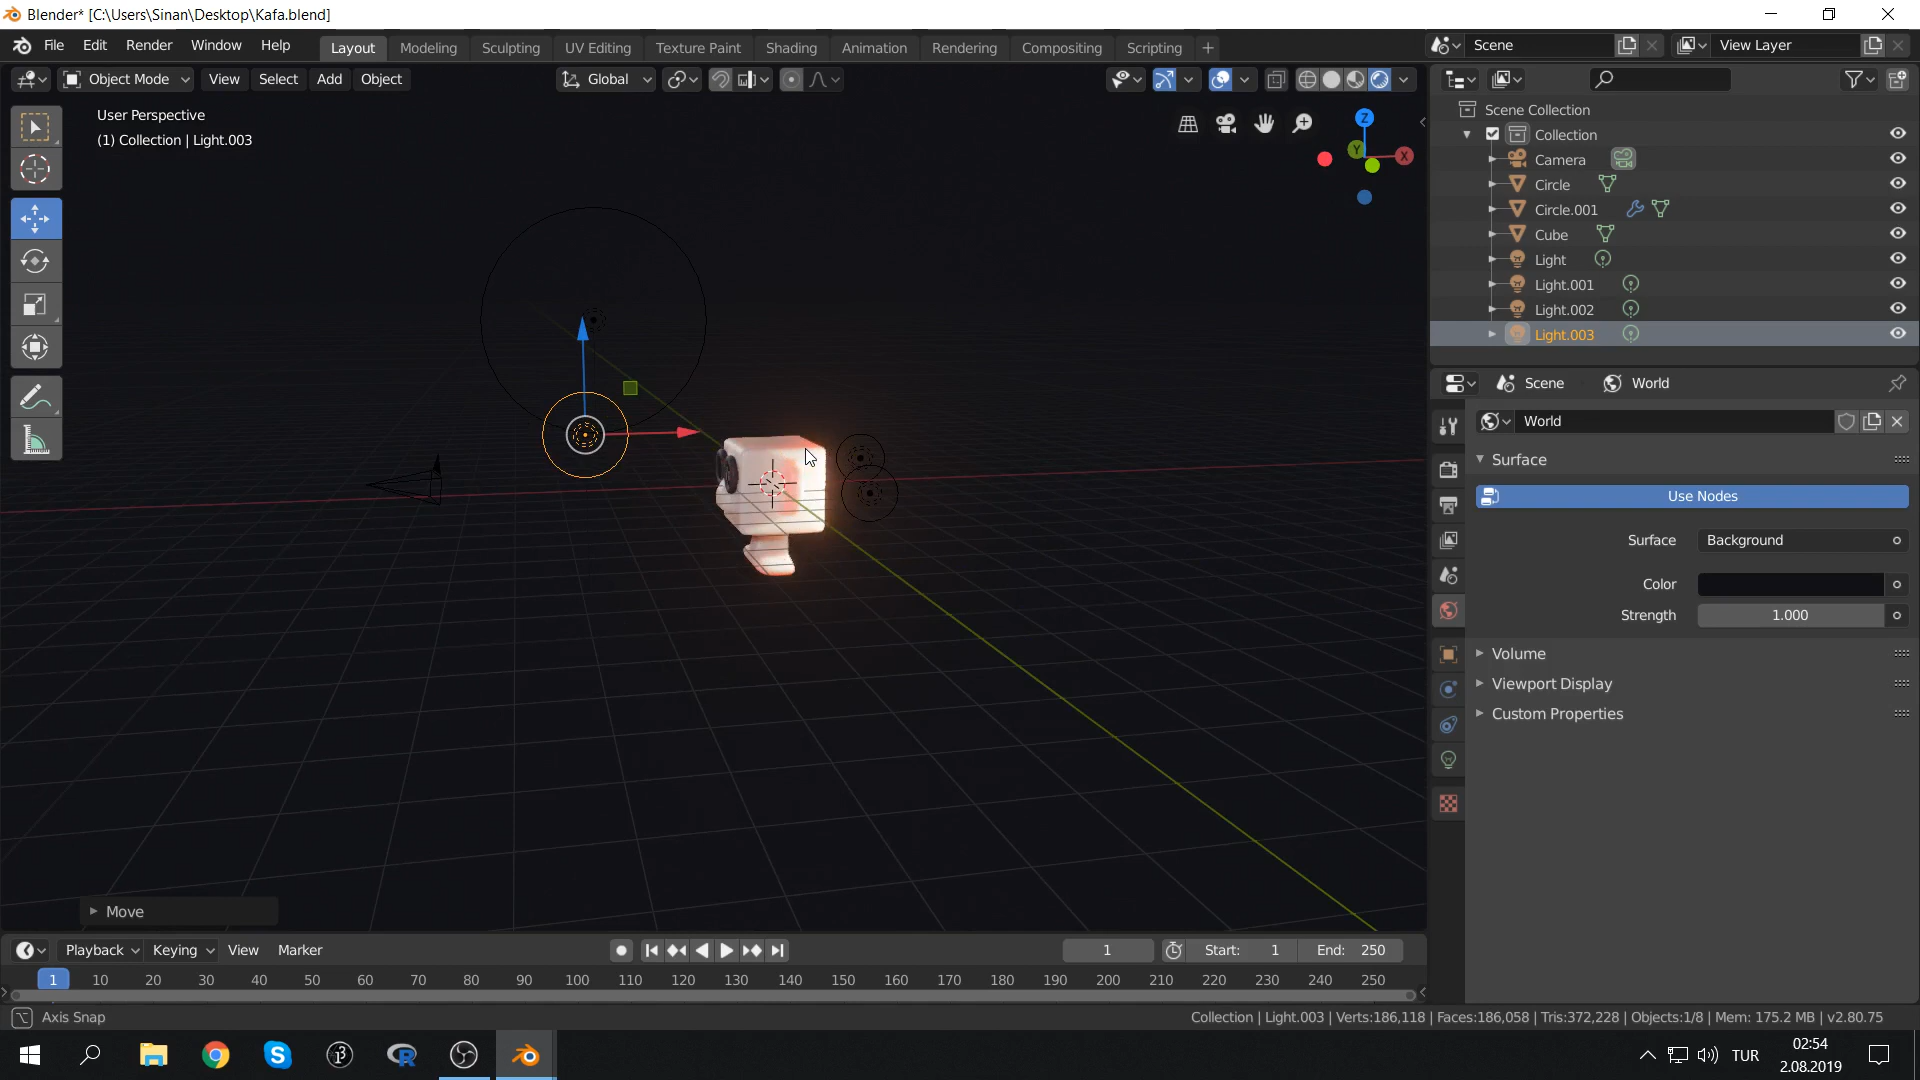 Blender* [C:\Users\Sinan\Desktop\Kafa.blend]
File Edit Render Window Help
Layout Modeling Sculpting UV Editing Texture Paint Shading Animation Rendering Compositing Scripting +
Scene
View Layer
Object Mode View Select Add Object
Global
User Perspective
(1) Collection | Light.003
Z
Y
X
Scene Collection
Collection
Camera
Circle
Circle.001
Cube
Light
Light.001
Light.002
Light.003
Scene World
World
Surface
Use Nodes
Surface Background
Color
Strength 1.000
Volume
Viewport Display
Custom Properties
Move
Playback Keying View Marker
1
Start: 1
End: 250
1 10 20 30 40 50 60 70 80 90 100 110 120 130 140 150 160 170 180 190 200 210 220 230 240 250
Axis Snap
Collection | Light.003 | Verts:186,118 | Faces:186,058 | Tris:372,228 | Objects:1/8 | Mem: 175.2 MB | v2.80.75
TUR
02:54
2.08.2019